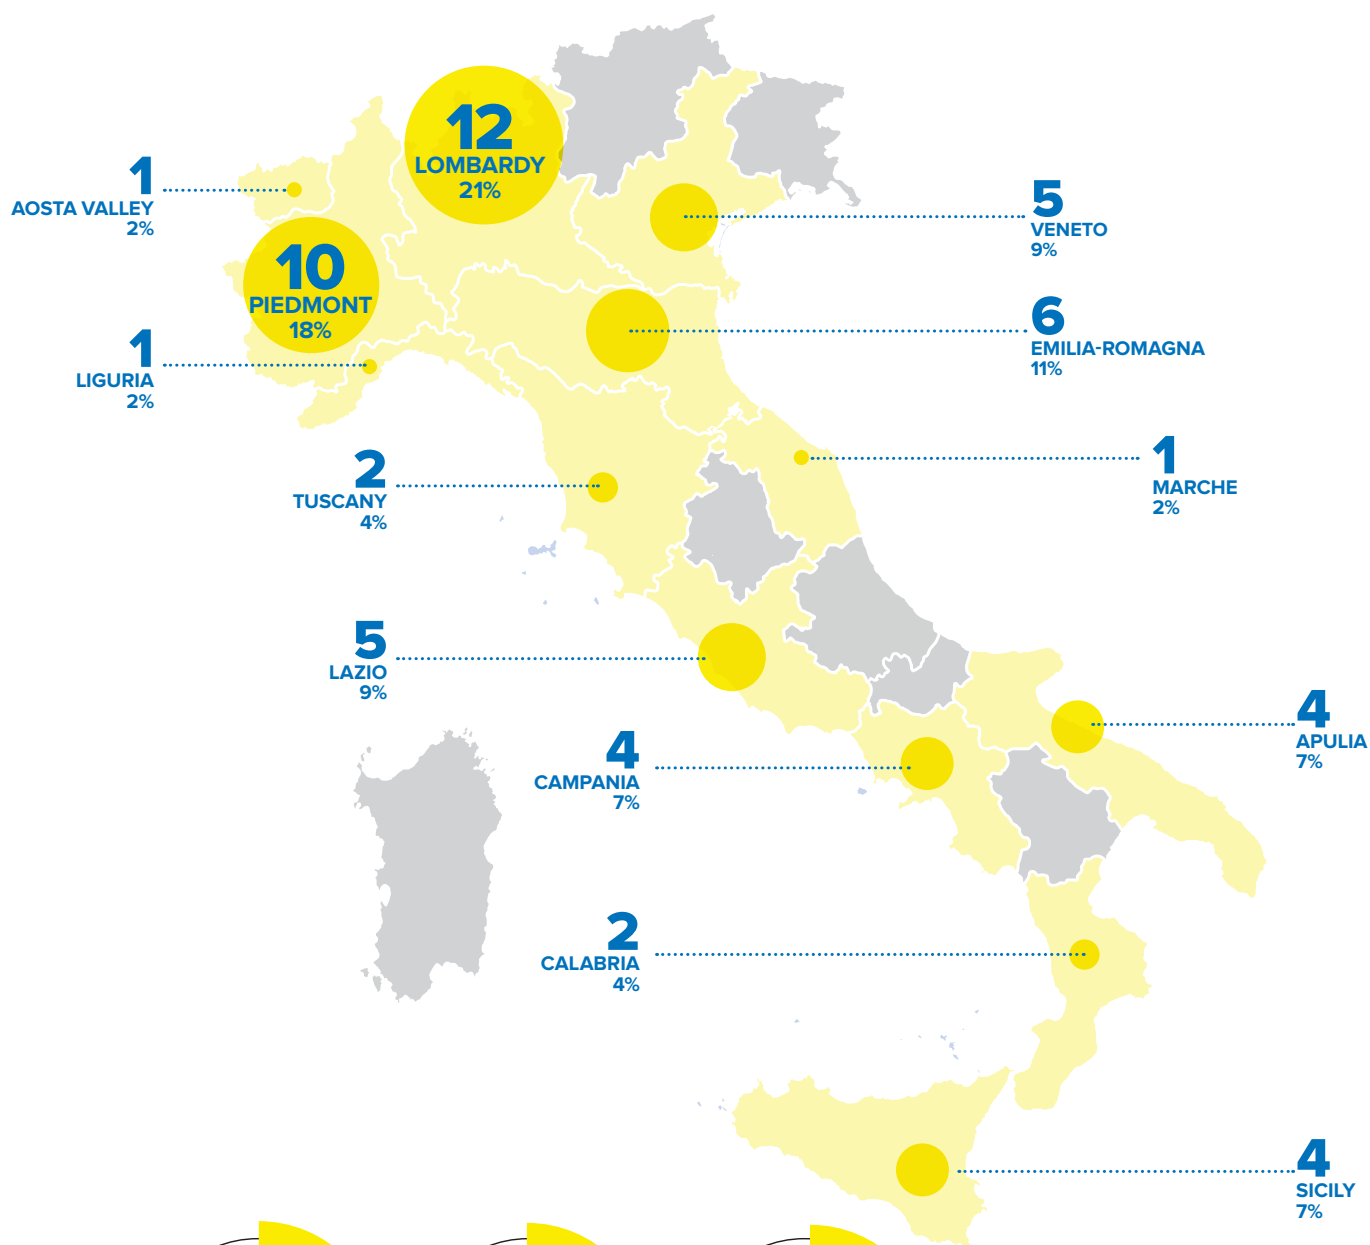 12
LOMBARDY
21%
1
AOSTA VALLEY
2%
5
VENETO
9%
10
PIEDMONT
18%
6
EMILIA-ROMAGNA
11%
1
LIGURIA
2%
1
MARCHE
2%
2
TUSCANY
4%
5
LAZIO
9%
4
APULIA
7%
4
CAMPANIA
7%
2
CALABRIA
4%
4
SICILY
7%